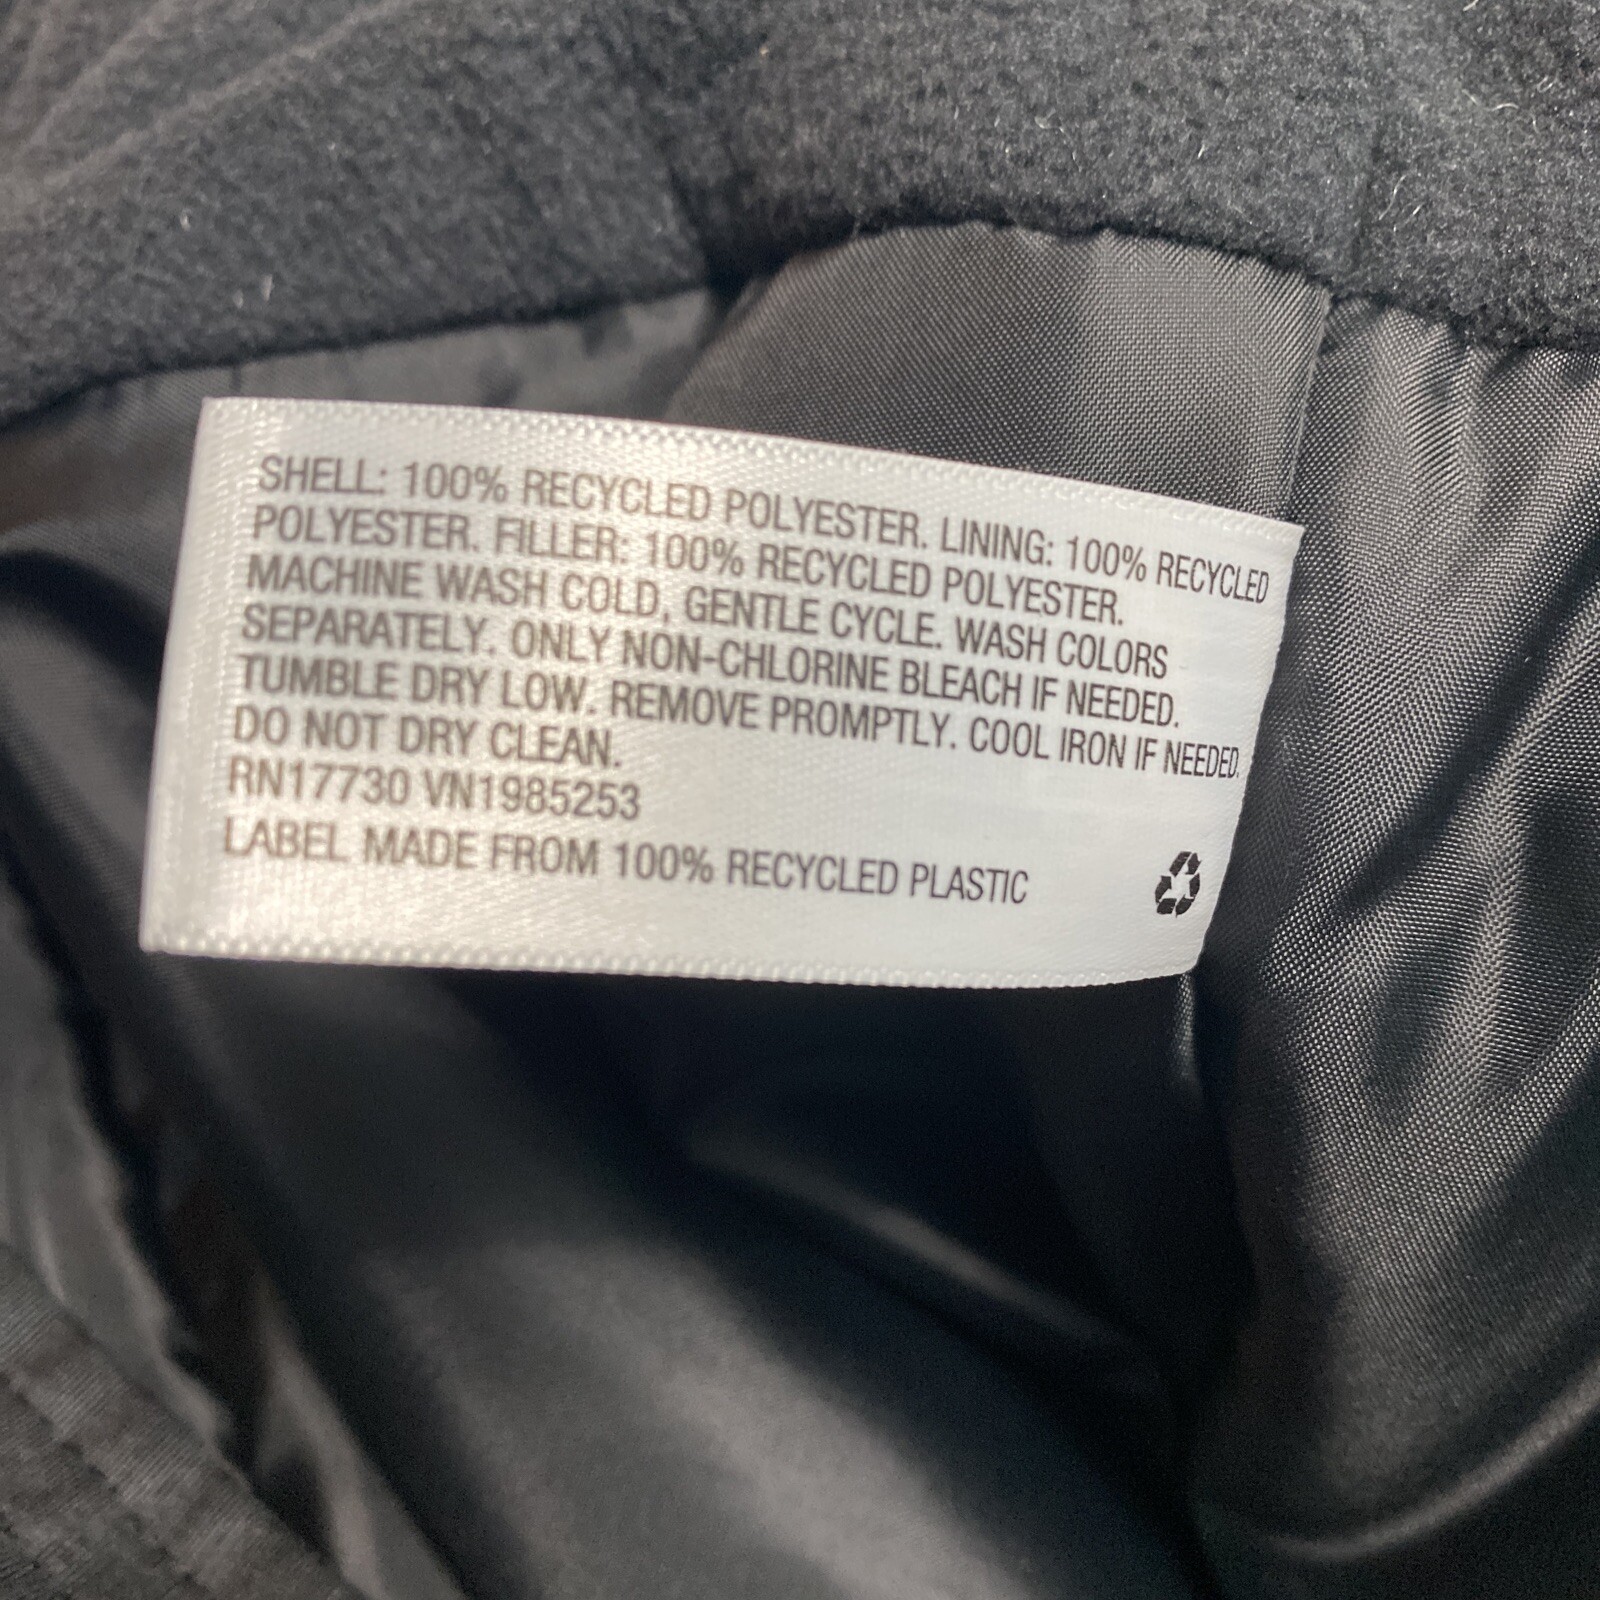 SHELL: 100% RECYCLED POLYESTER. LINING: 100% RECYCLED
POLYESTER. FILLER: 100% RECYCLED POLYESTER.
MACHINE WASH COLD, GENTLE CYCLE. WASH COLORS
SEPARATELY. ONLY NON-CHLORINE BLEACH IF NEEDED.
TUMBLE DRY LOW. REMOVE PROMPTLY. COOL IRON IF NEEDED.
DO NOT DRY CLEAN.
RN17730 VN1985253
LABEL MADE FROM 100% RECYCLED PLASTIC